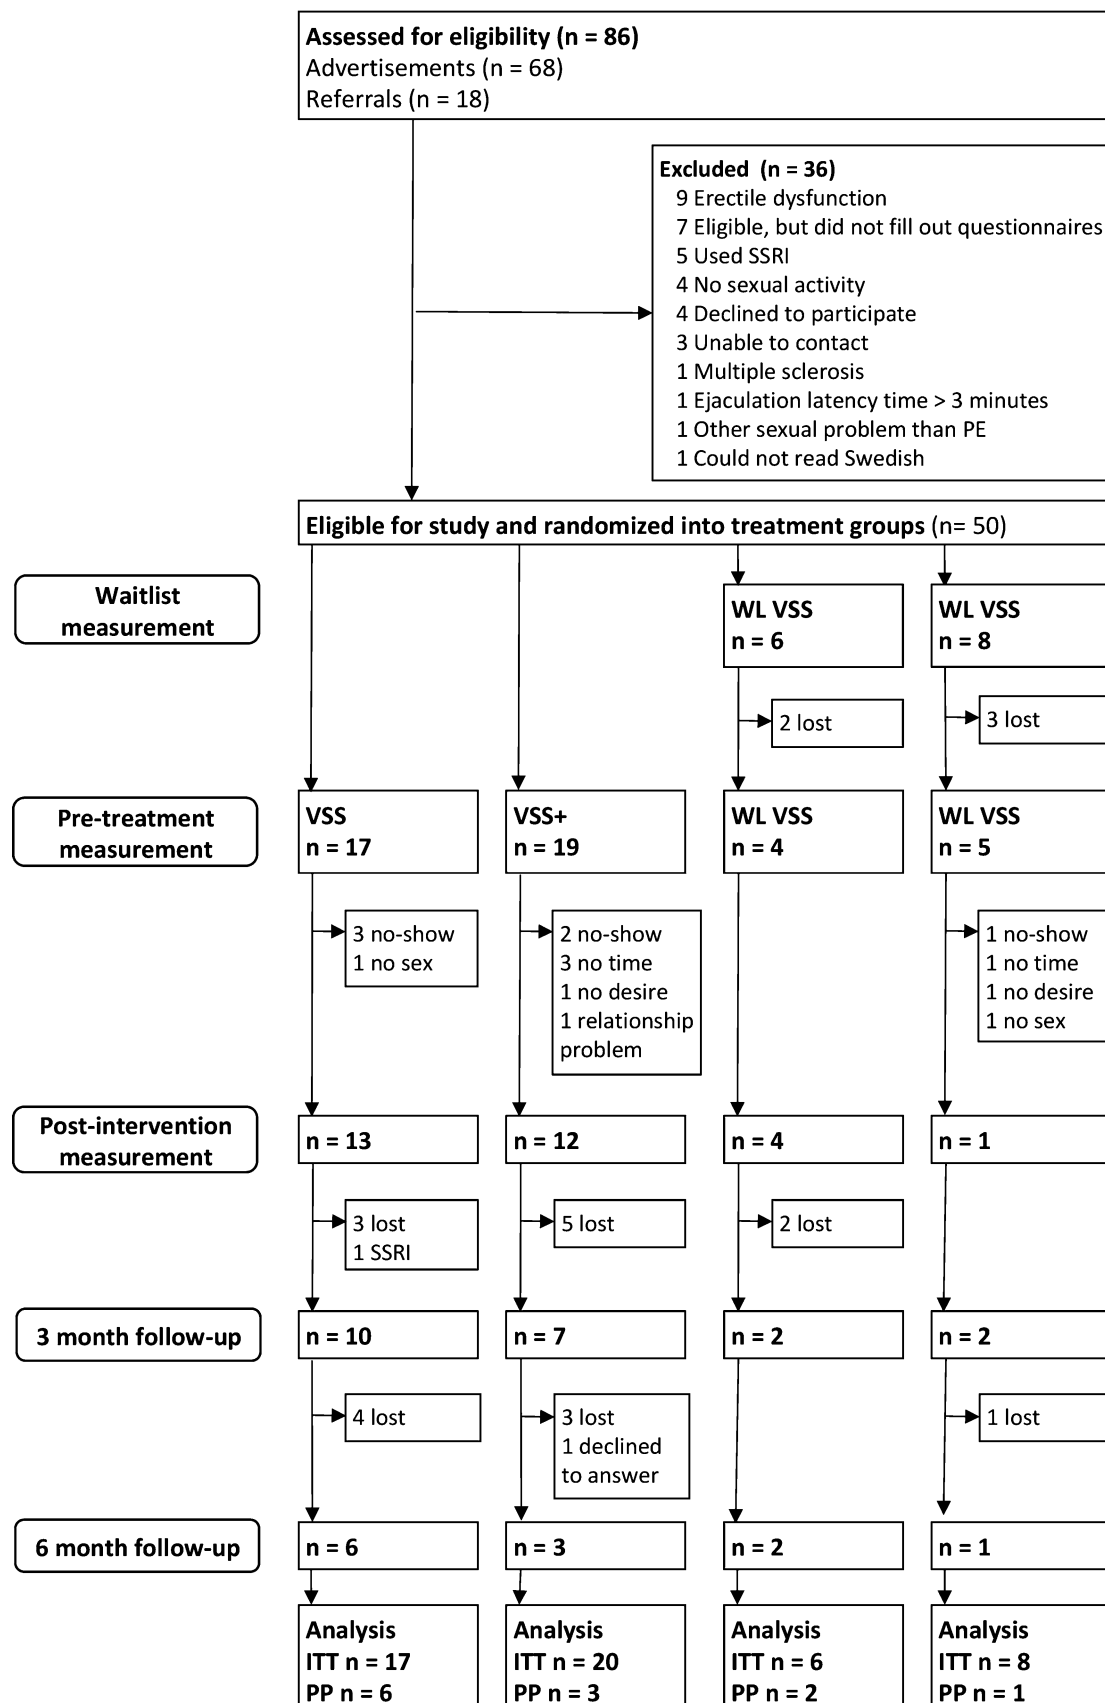 Assessed for eligibility (n = 86)
Advertisements (n = 68)
Referrals (n = 18)
Excluded (n = 36)
9 Erectile dysfunction
7 Eligible, but did not fill out questionnaires
5 Used SSRI
4 No sexual activity
4 Declined to participate
3 Unable to contact
1 Multiple sclerosis
1 Ejaculation latency time > 3 minutes
1 Other sexual problem than PE
1 Could not read Swedish
Eligible for study and randomized into treatment groups (n= 50)
Waitlist
measurement
WL VSS
n = 6
WL VSS
n = 8
2 lost
3 lost
Pre-treatment
measurement
VSS
n = 17
VSS+
n = 19
WL VSS
n = 4
WL VSS
n = 5
3 no-show
1 no sex
2 no-show
3 no time
1 no desire
1 relationship
problem
1 no-show
1 no time
1 no desire
1 no sex
Post-intervention
measurement
n = 13
n = 12
n = 4
n = 1
3 lost
1 SSRI
5 lost
2 lost
3 month follow-up
n = 10
n = 7
n = 2
n = 2
4 lost
3 lost
1 declined
to answer
1 lost
6 month follow-up
n = 6
n = 3
n = 2
n = 1
Analysis
ITT n = 17
PP n = 6
Analysis
ITT n = 20
PP n = 3
Analysis
ITT n = 6
PP n = 2
Analysis
ITT n = 8
PP n = 1